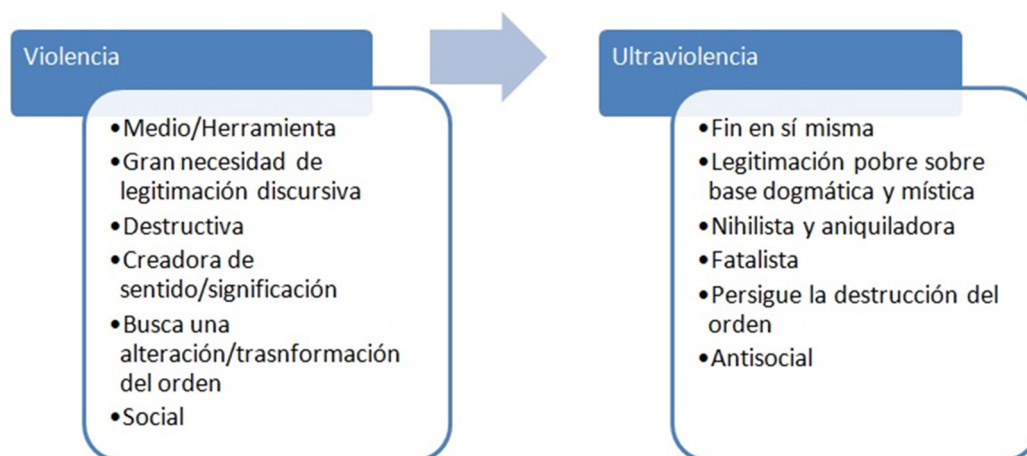 Violencia
•Medio/Herramienta
•Gran necesidad de
legitimación discursiva
•Destructiva
•Creadora de
sentido/significación
•Busca una
alteración/trasnformación
del orden
•Social
Ultraviolencia
•Fin en sí misma
•Legitimación pobre sobre
base dogmática y mística
•Nihilista y aniquiladora
•Fatalista
•Persigue la destrucción del
orden
•Antisocial